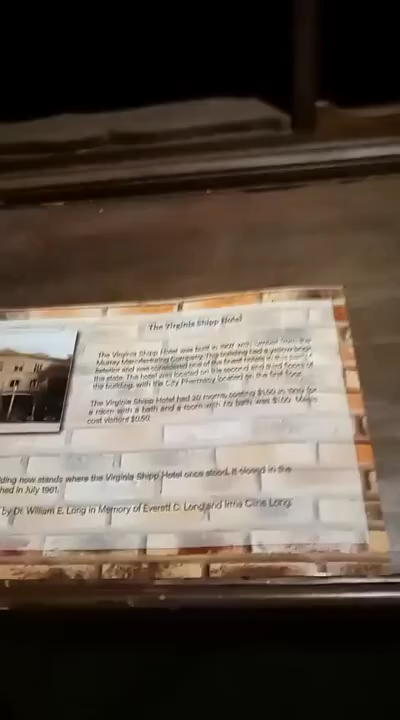 The Virginia Shipp Hotel
The Virginia Shipp Hotel was built in with from the
Murray Manufacturing Company. This building had a yellow brick
exterior and was considered one of the finest hotels in this part of
the state. The hotel was located on the second and third floors of
the building, with the City Pharmacy located on the first floor.
The Virginia Shipp Hotel had 20 rooms, costing $1.50 in for
a room with a bath and a room with no bath was $1.00. Meals
cost visitors $0.50.
ding now stands where the Virginia Shipp Hotel once stood. It closed in the
hed in July 1961.
by Dr. William E. Long in Memory of Everett C. Long and Irma Cline Long.